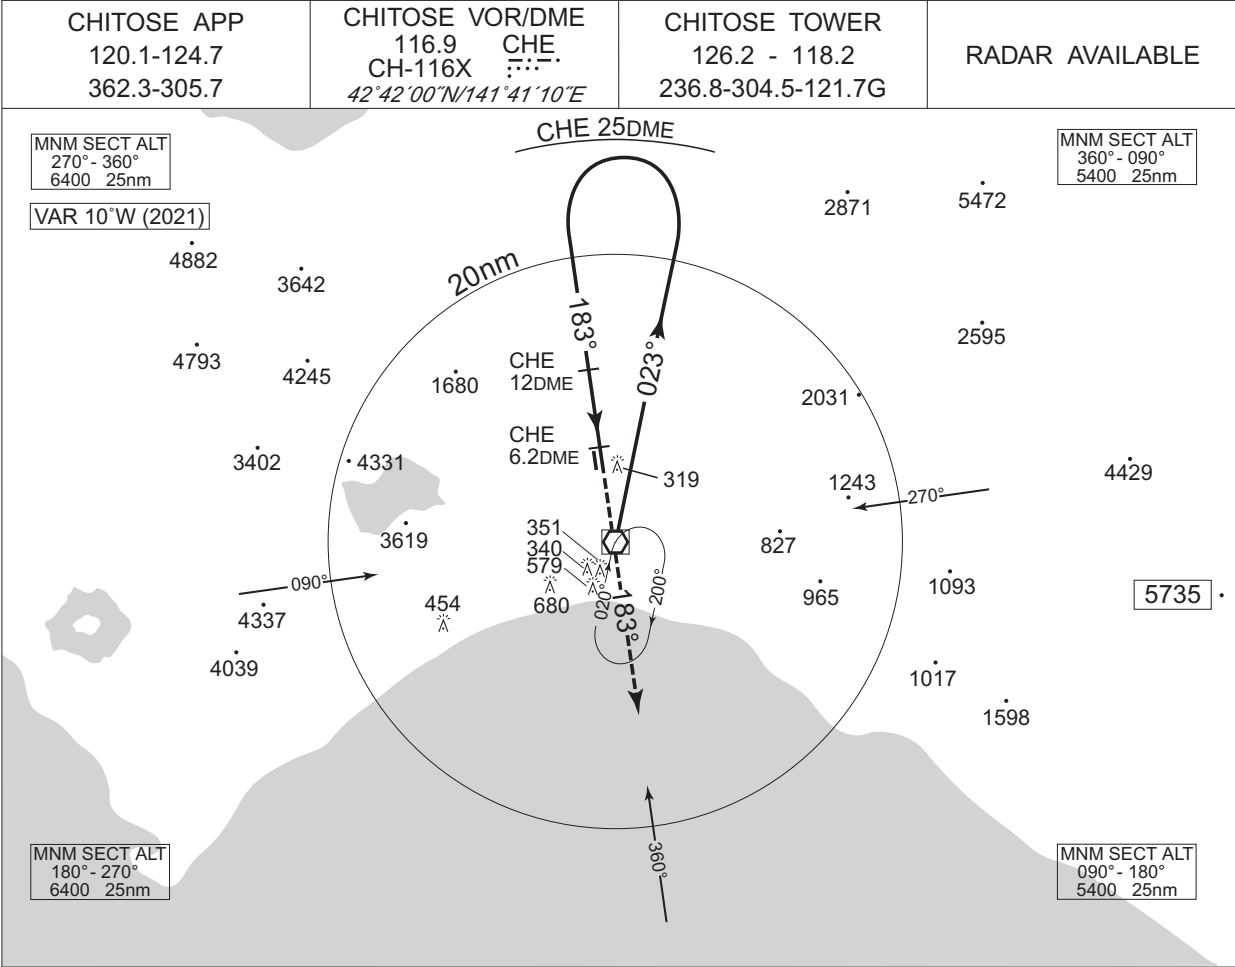 CHITOSE APP
120.1-124.7
362.3-305.7
CHITOSE VOR/DME
116.9 CHE
CH-116X
42°42′00″N/141°41′10″E
CHITOSE TOWER
126.2 - 118.2
236.8-304.5-121.7G
RADAR AVAILABLE
CHE 25DME
MNM SECT ALT
270°- 360°
6400 25nm
MNM SECT ALT
360°- 090°
5400 25nm
VAR 10°W (2021)
2871
5472
4882
3642
20nm
183°
023°
2595
4793
4245
1680
CHE
12DME
2031
CHE
6.2DME
3402
4331
319
4429
1243
270°
3619
351
340
579
827
090°
454
680
020°
183°
200°
965
1093
5735
4337
4039
1017
1598
360°
MNM SECT ALT
180°- 270°
6400 25nm
MNM SECT ALT
090°- 180°
5400 25nm